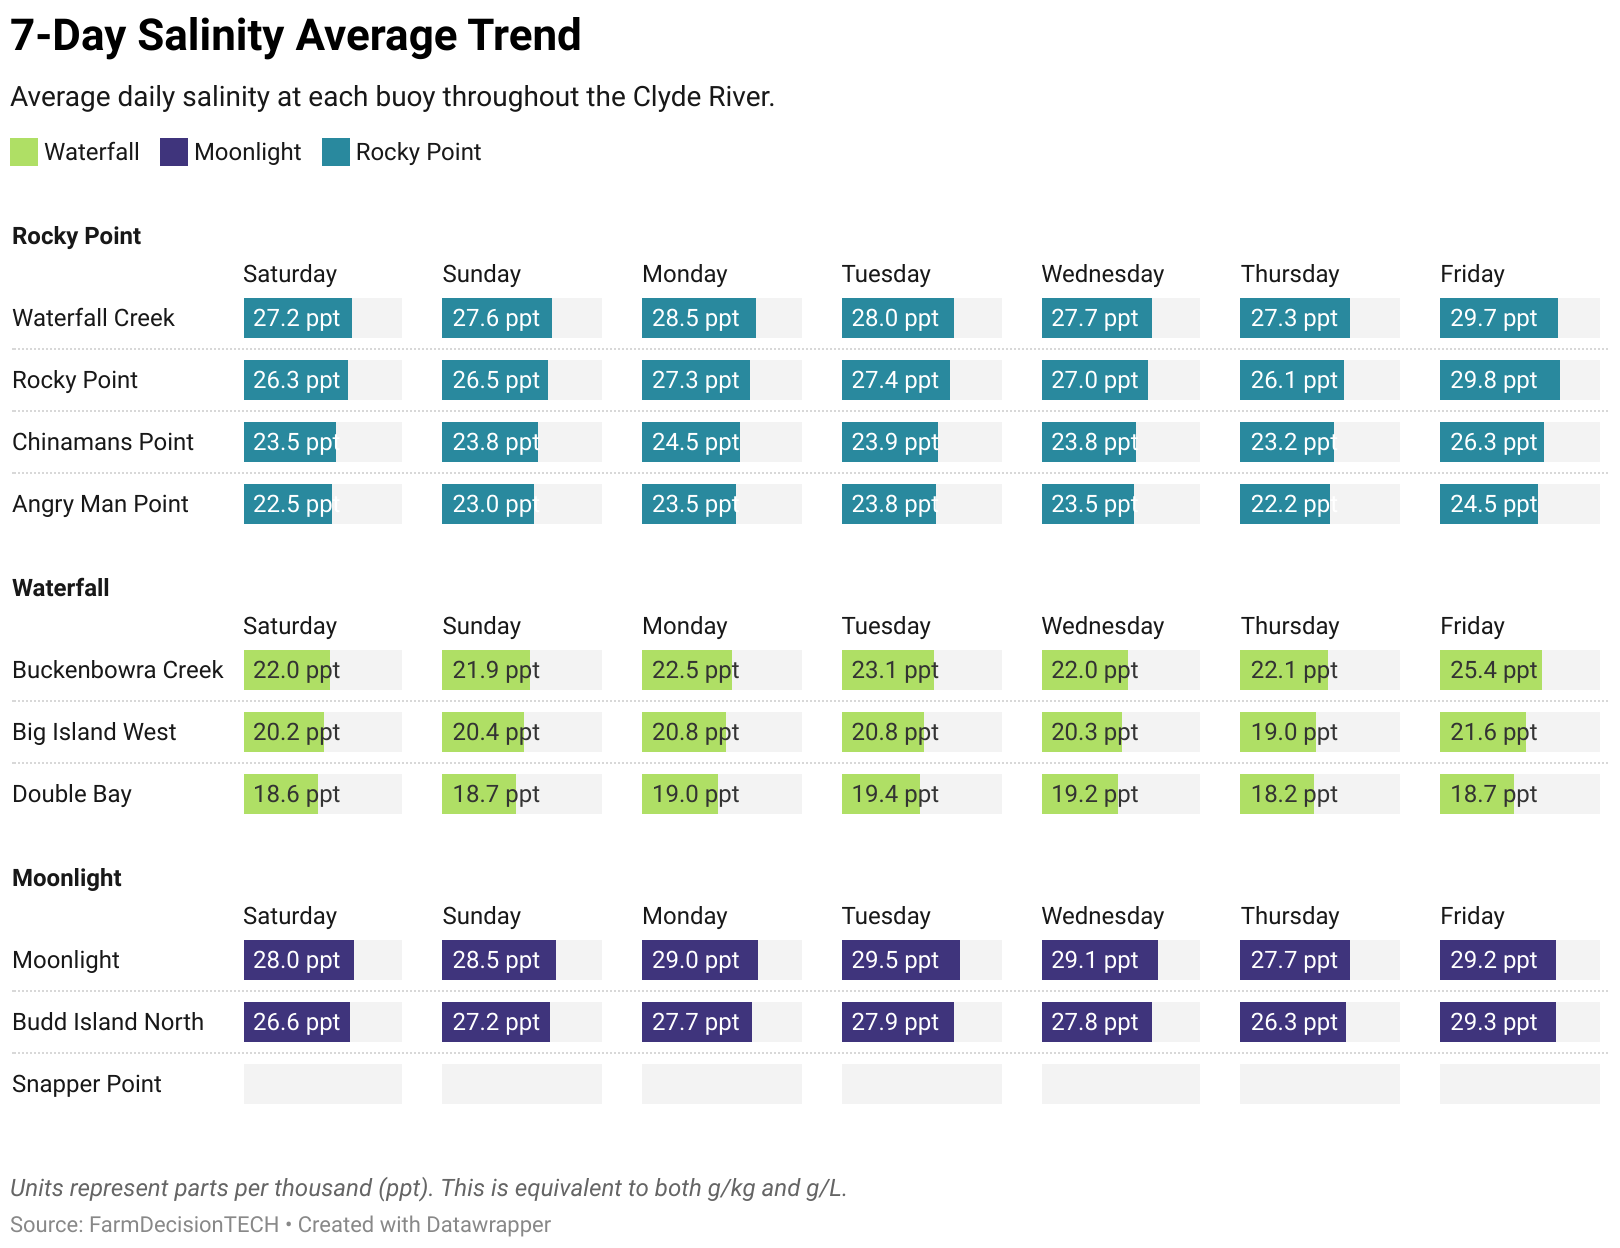 7-Day Salinity Average Trend
Average daily salinity at each buoy throughout the Clyde River.
Waterfall Moonlight Rocky Point
Rocky Point
Saturday Sunday Monday Tuesday Wednesday Thursday Friday
Waterfall Creek 27.2 ppt 27.6 ppt 28.5 ppt 28.0 ppt 27.7 ppt 27.3 ppt 29.7 ppt
Rocky Point 26.3 ppt 26.5 ppt 27.3 ppt 27.4 ppt 27.0 ppt 26.1 ppt 29.8 ppt
Chinamans Point 23.5 ppt 23.8 ppt 24.5 ppt 23.9 ppt 23.8 ppt 23.2 ppt 26.3 ppt
Angry Man Point 22.5 ppt 23.0 ppt 23.5 ppt 23.8 ppt 23.5 ppt 22.2 ppt 24.5 ppt
Waterfall
Saturday Sunday Monday Tuesday Wednesday Thursday Friday
Buckenbowra Creek 22.0 ppt 21.9 ppt 22.5 ppt 23.1 ppt 22.0 ppt 22.1 ppt 25.4 ppt
Big Island West 20.2 ppt 20.4 ppt 20.8 ppt 20.8 ppt 20.3 ppt 19.0 ppt 21.6 ppt
Double Bay 18.6 ppt 18.7 ppt 19.0 ppt 19.4 ppt 19.2 ppt 18.2 ppt 18.7 ppt
Moonlight
Saturday Sunday Monday Tuesday Wednesday Thursday Friday
Moonlight 28.0 ppt 28.5 ppt 29.0 ppt 29.5 ppt 29.1 ppt 27.7 ppt 29.2 ppt
Budd Island North 26.6 ppt 27.2 ppt 27.7 ppt 27.9 ppt 27.8 ppt 26.3 ppt 29.3 ppt
Snapper Point
Units represent parts per thousand (ppt). This is equivalent to both g/kg and g/L.
Source: FarmDecisionTECH • Created with Datawrapper